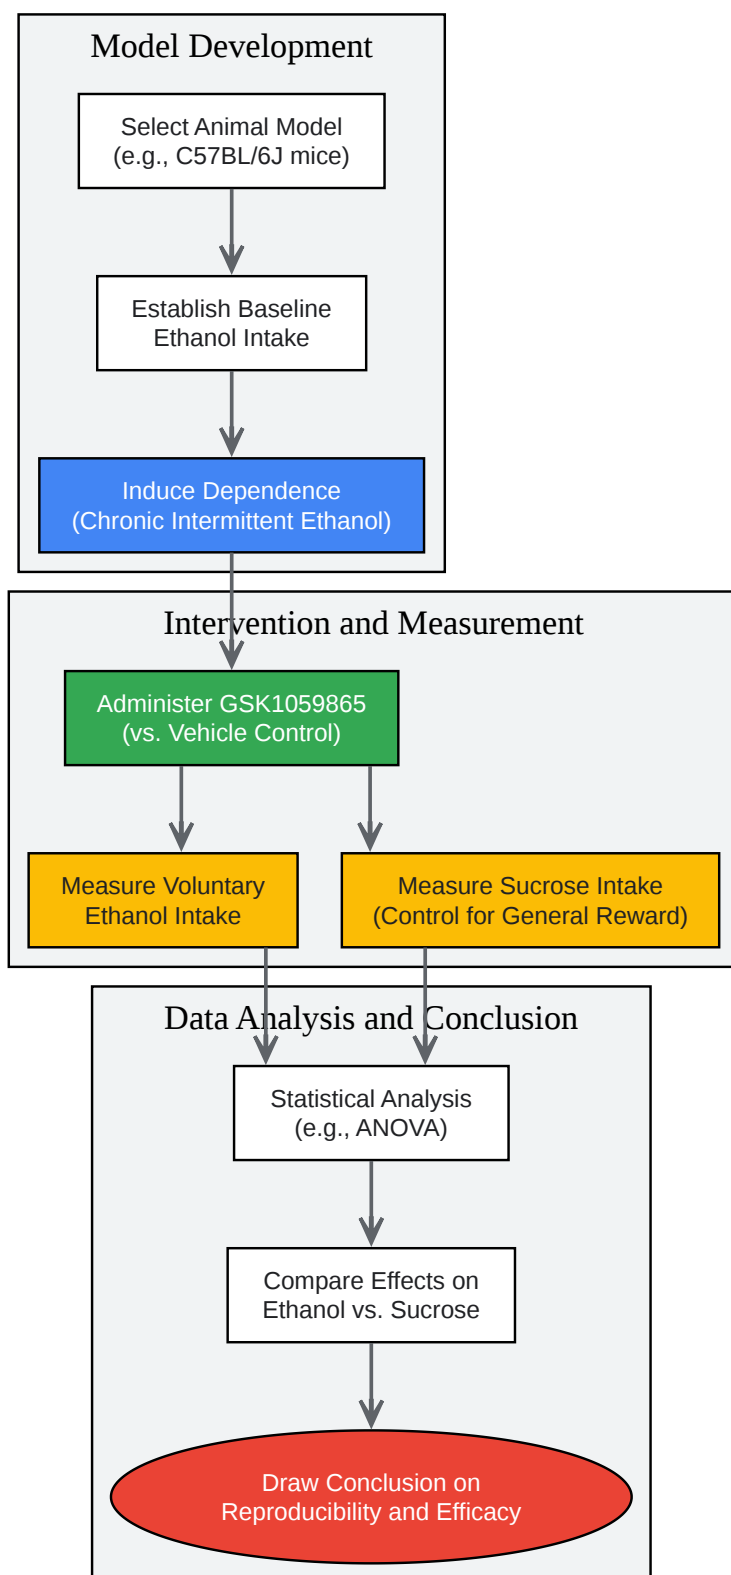 Model Development
Select Animal Model
(e.g., C57BL/6J mice)
Establish Baseline
Ethanol Intake
Induce Dependence
(Chronic Intermittent Ethanol)
Intervention and Measurement
Administer GSK1059865
(vs. Vehicle Control)
Measure Voluntary
Ethanol Intake
Measure Sucrose Intake
(Control for General Reward)
Data Analysis and Conclusion
Statistical Analysis
(e.g., ANOVA)
Compare Effects on
Ethanol vs. Sucrose
Draw Conclusion on
Reproducibility and Efficacy